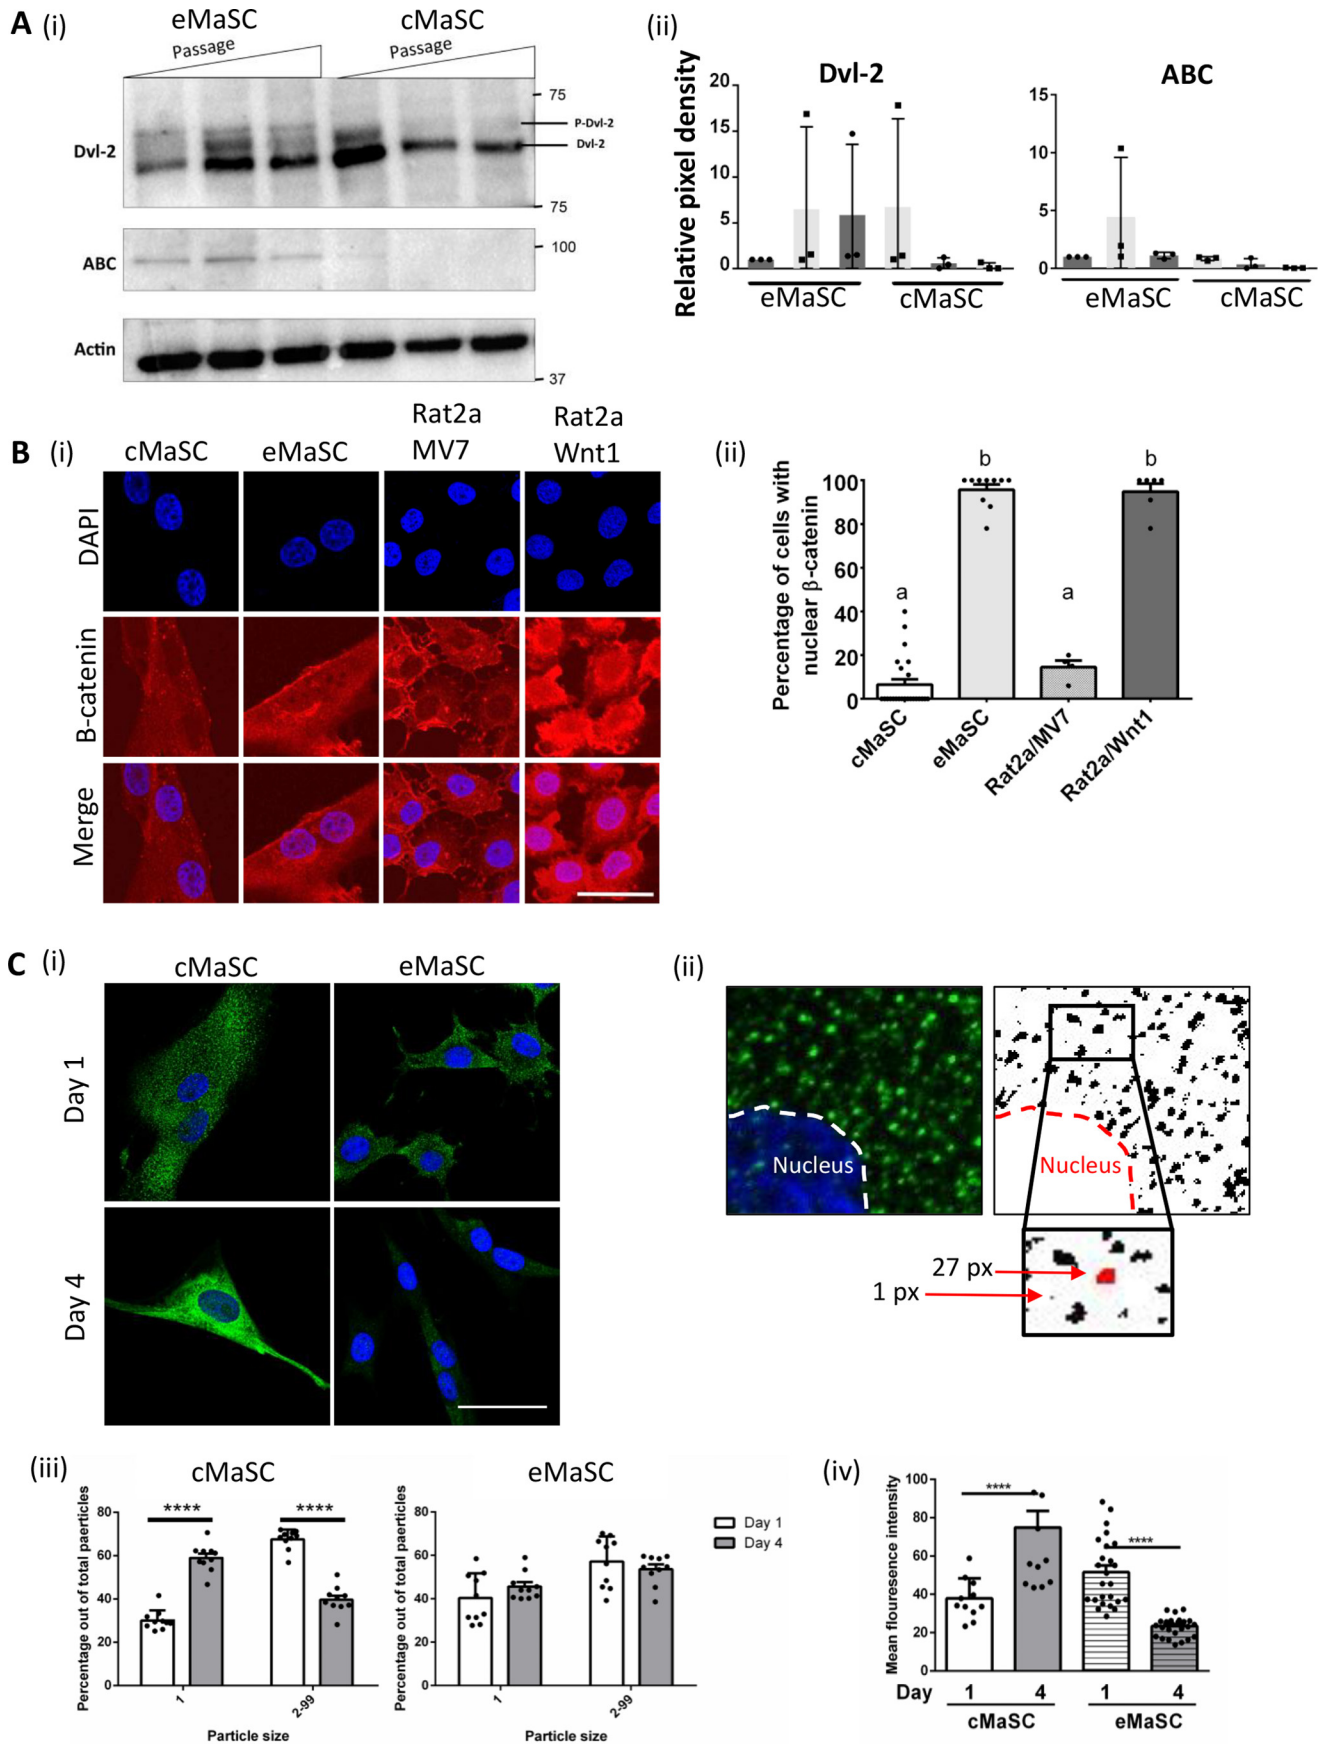 A (i)
eMaSC cMaSC
Passage Passage
75
P-Dvl-2
Dvl-2
Dvl-2
75
100
ABC
Actin
37
(ii)
Dvl-2 ABC
Relative pixel density
20
15
10
5
0
eMaSC cMaSC
15
10
5
0
eMaSC cMaSC
B (i)
cMaSC eMaSC Rat2a MV7 Rat2a Wnt1
DAPI
B-catenin
Merge
(ii)
Percentage of cells with
nuclear β-catenin
100
80
60
40
20
0
a b a b
cMaSC eMaSC Rat2a/MV7 Rat2a/Wnt1
C (i)
cMaSC eMaSC
Day 1
Day 4
(ii)
Nucleus Nucleus
27 px
1 px
(iii)
cMaSC
Percentage out of total paerticles
80
60
40
20
0
**** ****
1 2-99
Particle size
eMaSC
Percentage out of total particles
80
60
40
20
0
1 2-99
Particle size
Day 1
Day 4
(iv)
Mean flouresence intensity
100
80
60
40
20
0
**** ****
Day 1 4 1 4
cMaSC eMaSC